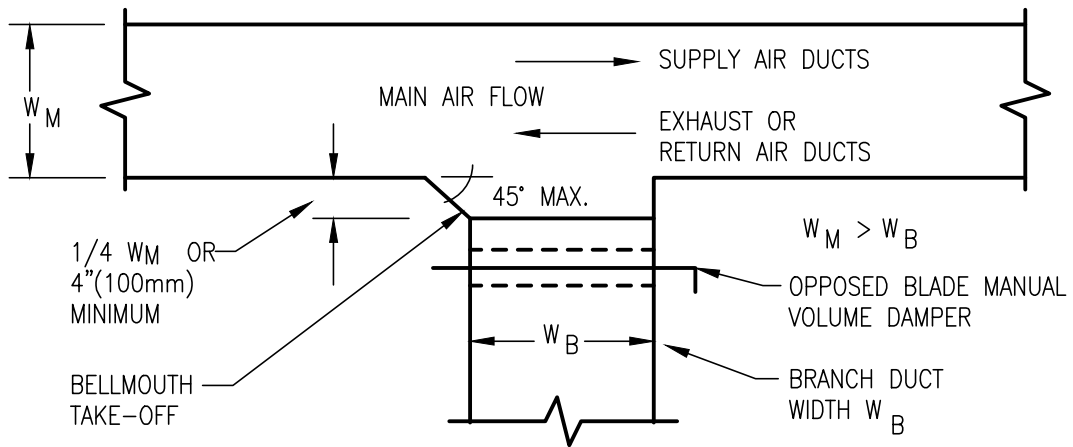 SUPPLY AIR DUCTS
MAIN AIR FLOW
W M
EXHAUST OR
RETURN AIR DUCTS
45° MAX.
1/4 WM OR
4"(100mm)
MINIMUM
W M > W B
OPPOSED BLADE MANUAL
VOLUME DAMPER
W B
BELLMOUTH
TAKE-OFF
BRANCH DUCT
WIDTH W B